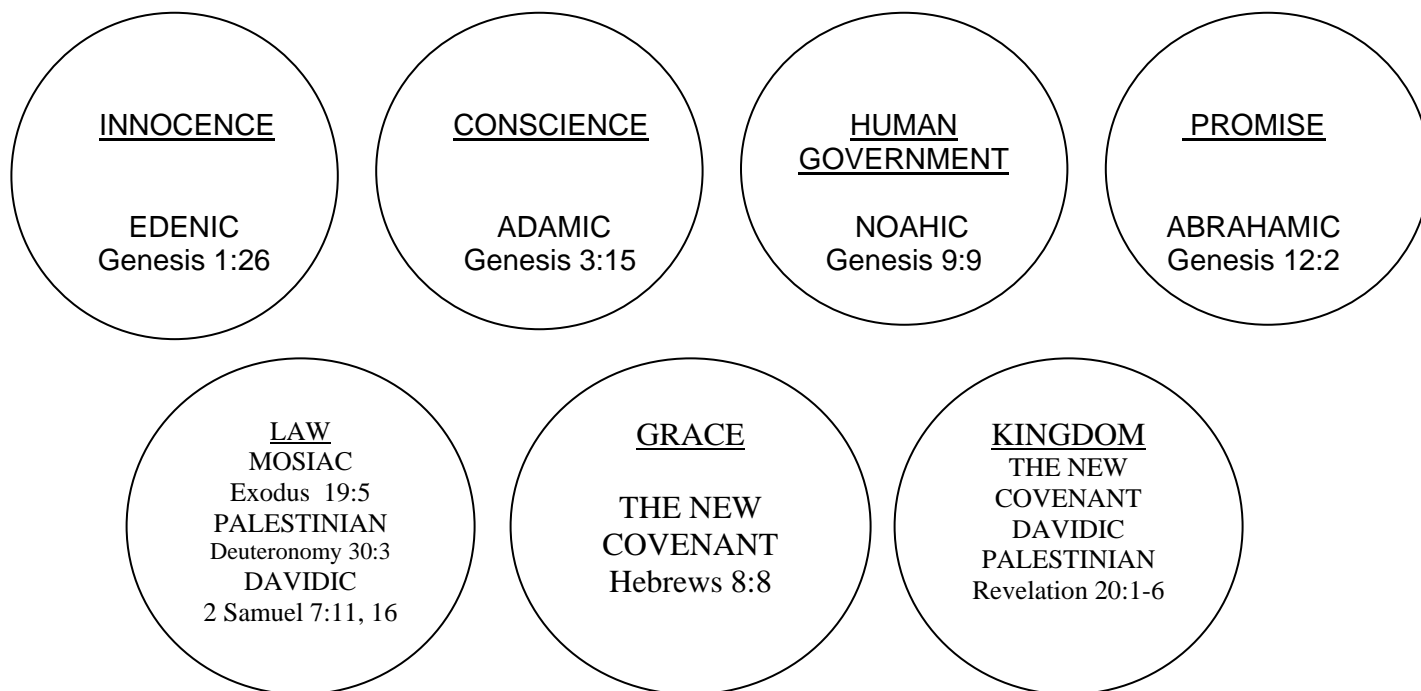 INNOCENCE
EDENIC
Genesis 1:26
CONSCIENCE
ADAMIC
Genesis 3:15
HUMAN
GOVERNMENT
NOAHIC
Genesis 9:9
PROMISE
ABRAHAMIC
Genesis 12:2
LAW
MOSIAC
Exodus 19:5
PALESTINIAN
Deuteronomy 30:3
DAVIDIC
2 Samuel 7:11, 16
GRACE
THE NEW
COVENANT
Hebrews 8:8
KINGDOM
THE NEW
COVENANT
DAVIDIC
PALESTINIAN
Revelation 20:1-6